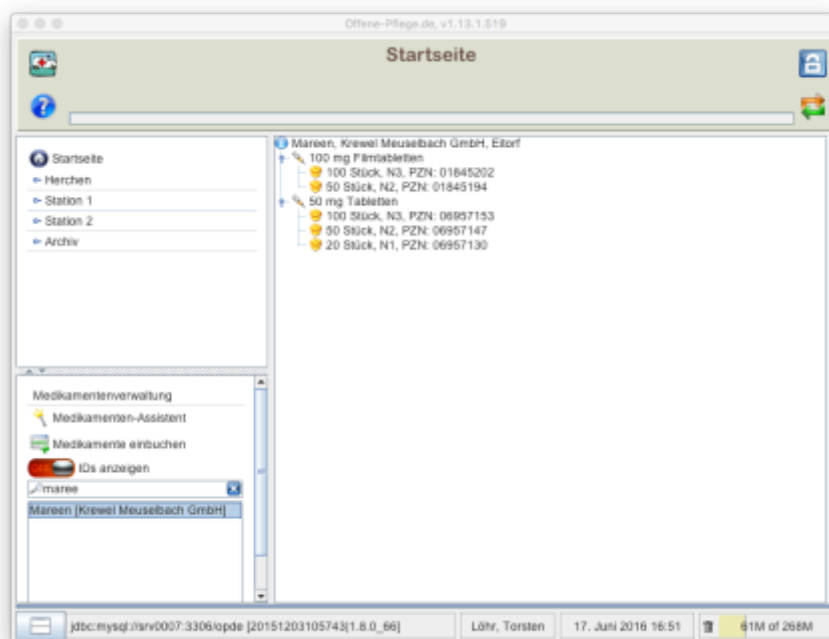 Offene-Pflege.de, v1.13.1.519
Startseite
Startseite
Herchen
Station 1
Station 2
Archiv
Mareen, Krewel Meuselbach GmbH, Eitorf
100 mg Filmtabletten
100 Stück, N3, PZN: 01845202
50 Stück, N2, PZN: 01845194
50 mg Tabletten
100 Stück, N3, PZN: 06957153
50 Stück, N2, PZN: 06957147
20 Stück, N1, PZN: 06957130
Medikamentenverwaltung
Medikamenten-Assistent
Medikamente einbuchen
IDs anzeigen
maree
Mareen [Krewel Meuselbach GmbH]
jdbc:mysql://srv0007:3306/opde [20151203105743|1.8.0_66]
Löhr, Torsten
17. Juni 2016 16:51
61M of 268M